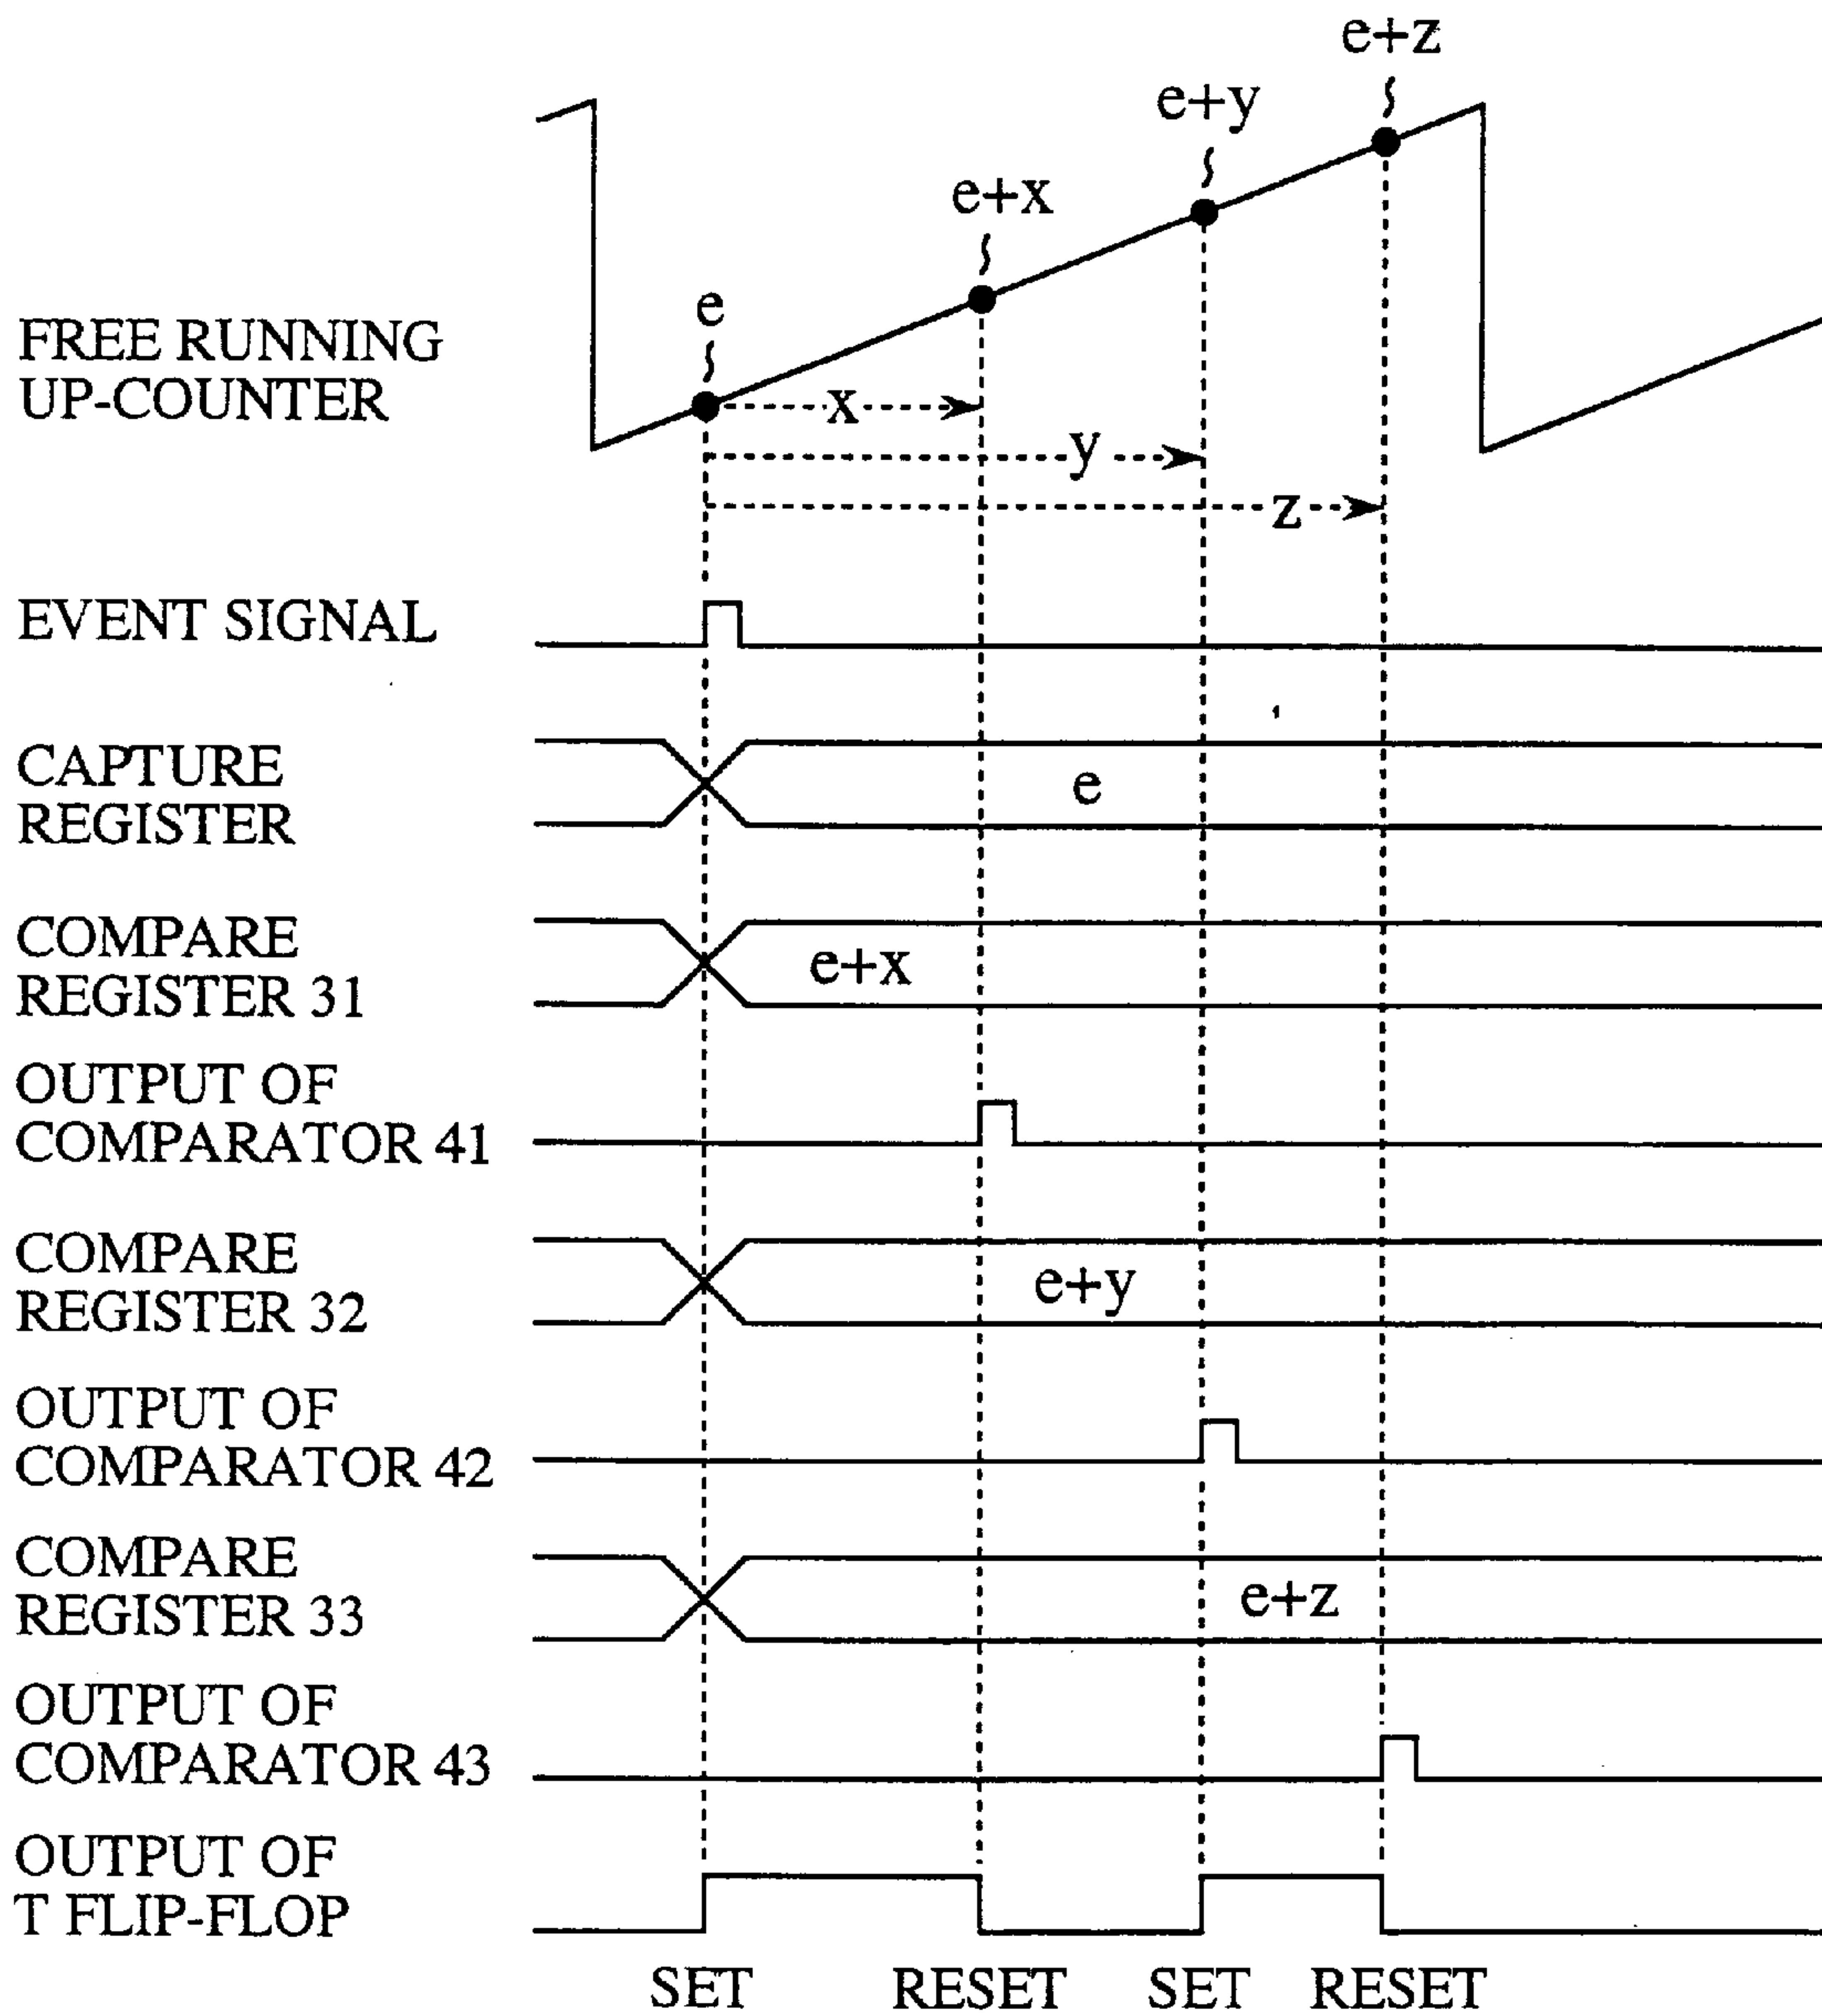 e+z
e+y
e+x
e
FREE RUNNING
UP-COUNTER
x
y
z
EVENT SIGNAL
CAPTURE
REGISTER
e
COMPARE
REGISTER 31
e+x
OUTPUT OF
COMPARATOR 41
COMPARE
REGISTER 32
e+y
OUTPUT OF
COMPARATOR 42
COMPARE
REGISTER 33
e+z
OUTPUT OF
COMPARATOR 43
OUTPUT OF
T FLIP-FLOP
SET RESET SET RESET